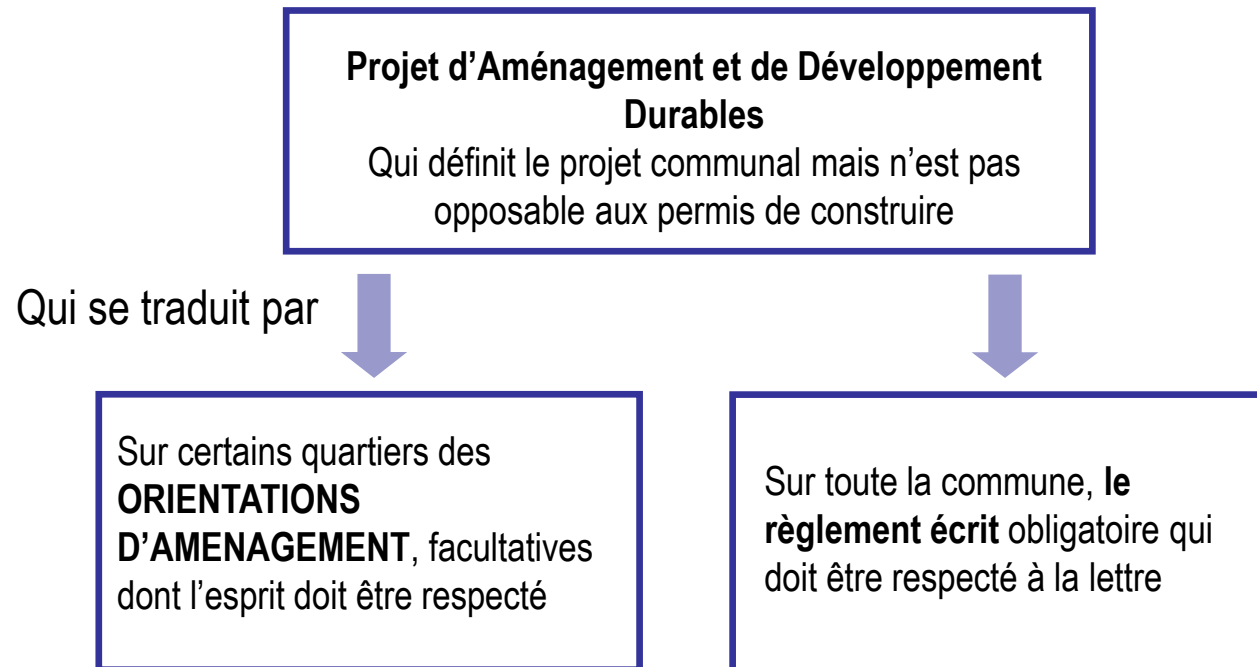 Projet d’Aménagement et de Développement
Durables
Qui définit le projet communal mais n’est pas
opposable aux permis de construire
Qui se traduit par
Sur certains quartiers des
ORIENTATIONS
D’AMENAGEMENT, facultatives
dont l’esprit doit être respecté
Sur toute la commune, le
règlement écrit obligatoire qui
doit être respecté à la lettre